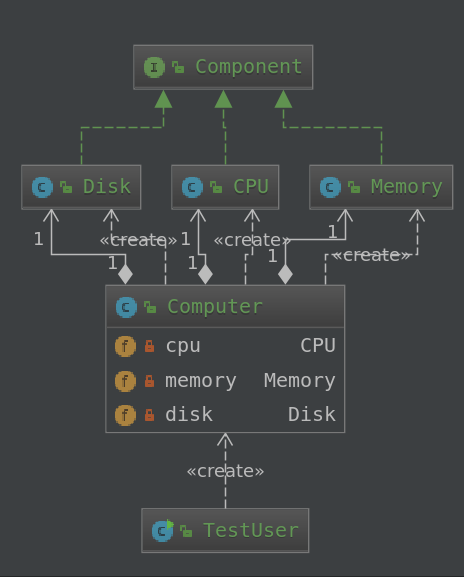 I Component
C Disk
C CPU
C Memory
1 «create» 1 «create» 1 «create»
1 1 1
C Computer
f cpu CPU
f memory Memory
f disk Disk
«create»
C TestUser